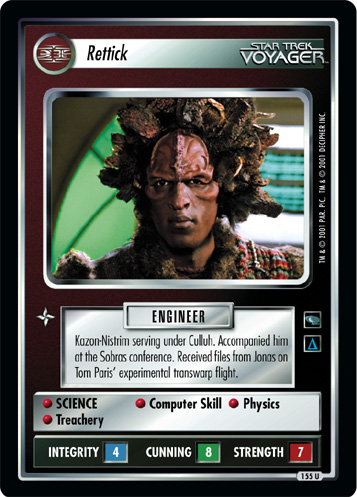 Rettick
STAR TREK
VOYAGER
TM & © 2001 PAR. PIC. TM & © 2001 DECIPHER INC.
ENGINEER
Kazon-Nistrim serving under Culluh. Accompanied him
at the Sobras conference. Received files from Jonas on
Tom Paris' experimental transwarp flight.
SCIENCE Computer Skill Physics
Treachery
INTEGRITY 4 CUNNING 8 STRENGTH 7
155 U